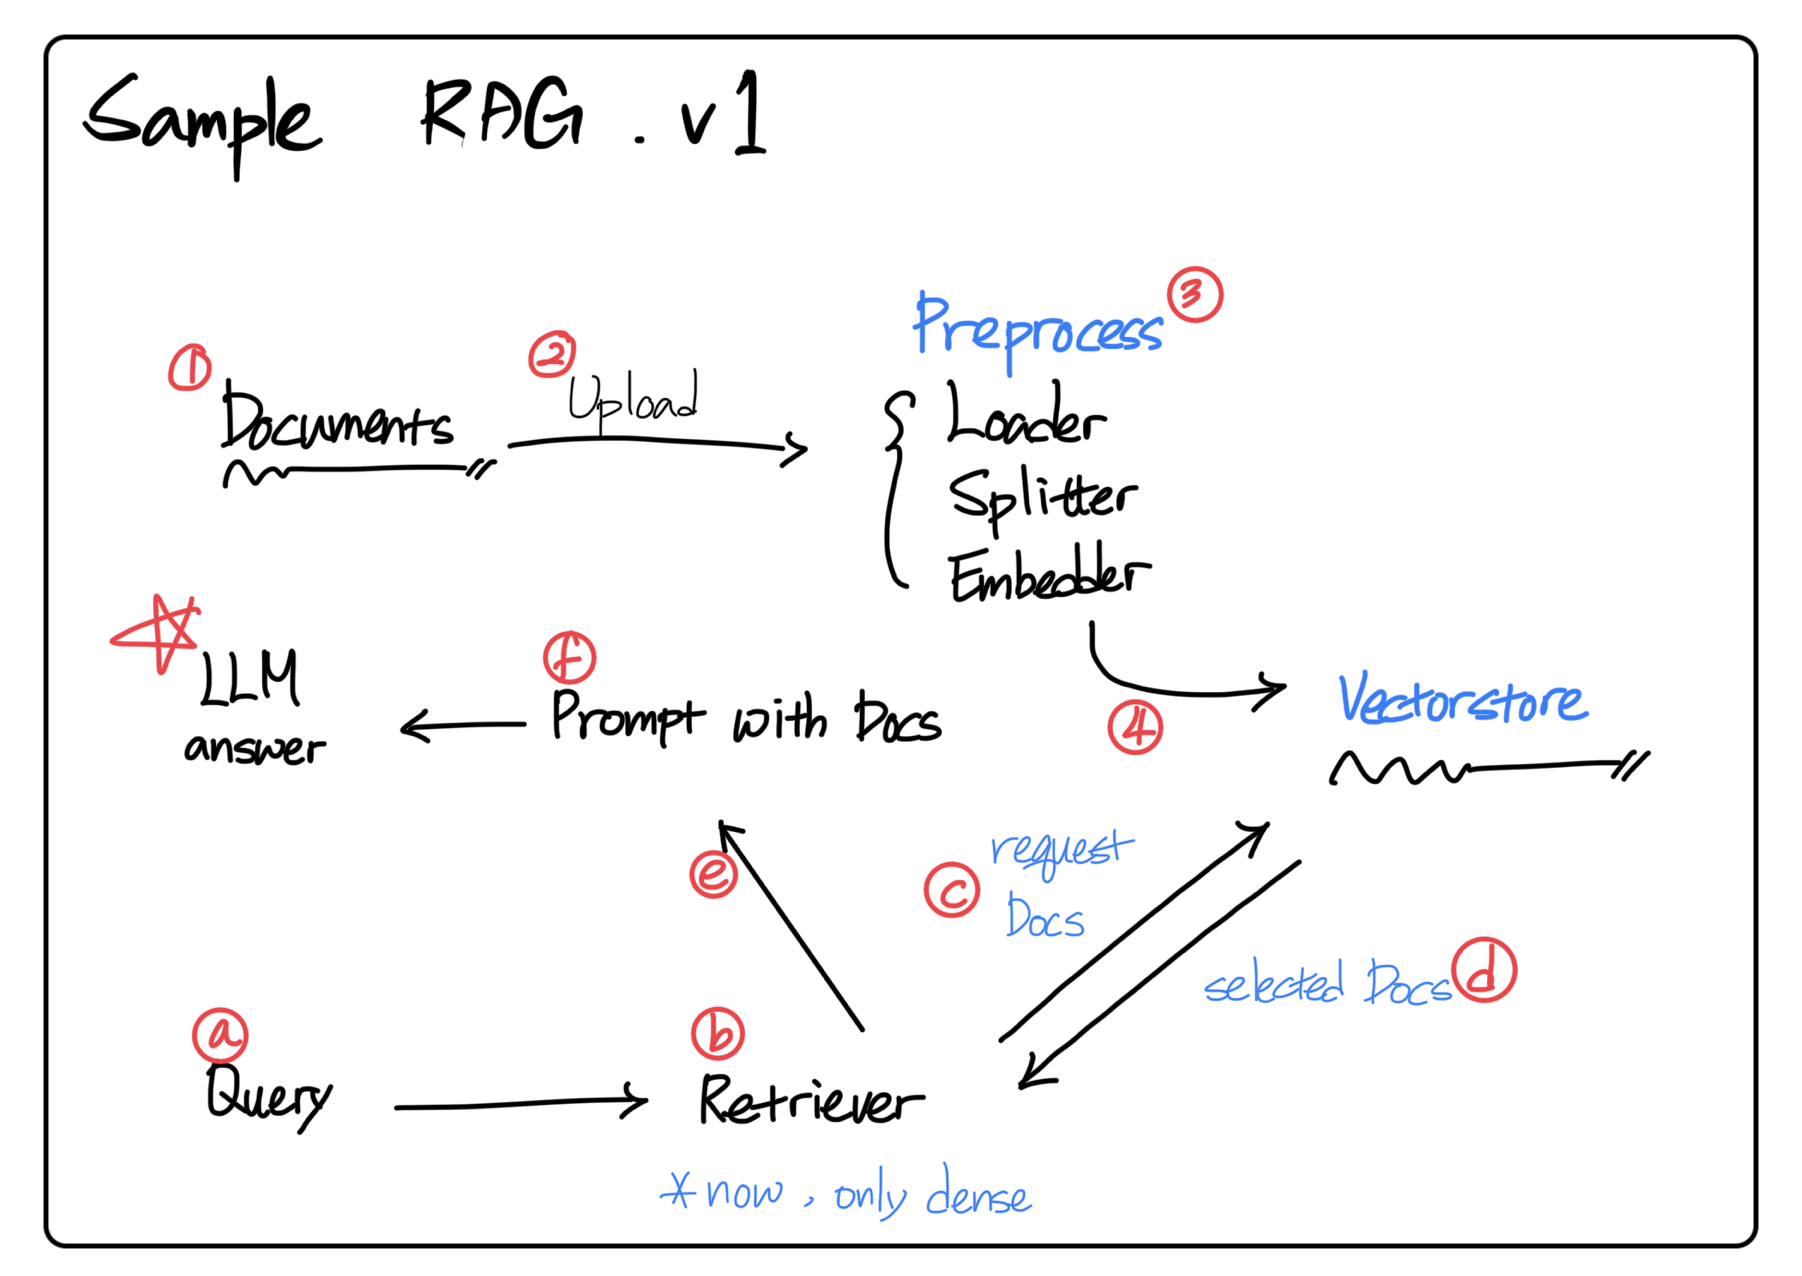 Sample RAG . v1
Preprocess ③
① Documents
② Upload
Loader
Splitter
Embedder
④
Vectorstore
LLM
answer
ⓕ Prompt with Docs
ⓔ
ⓒ request
Docs
selected Docs ⓓ
ⓐ Query
ⓑ Retriever
*now, only dense